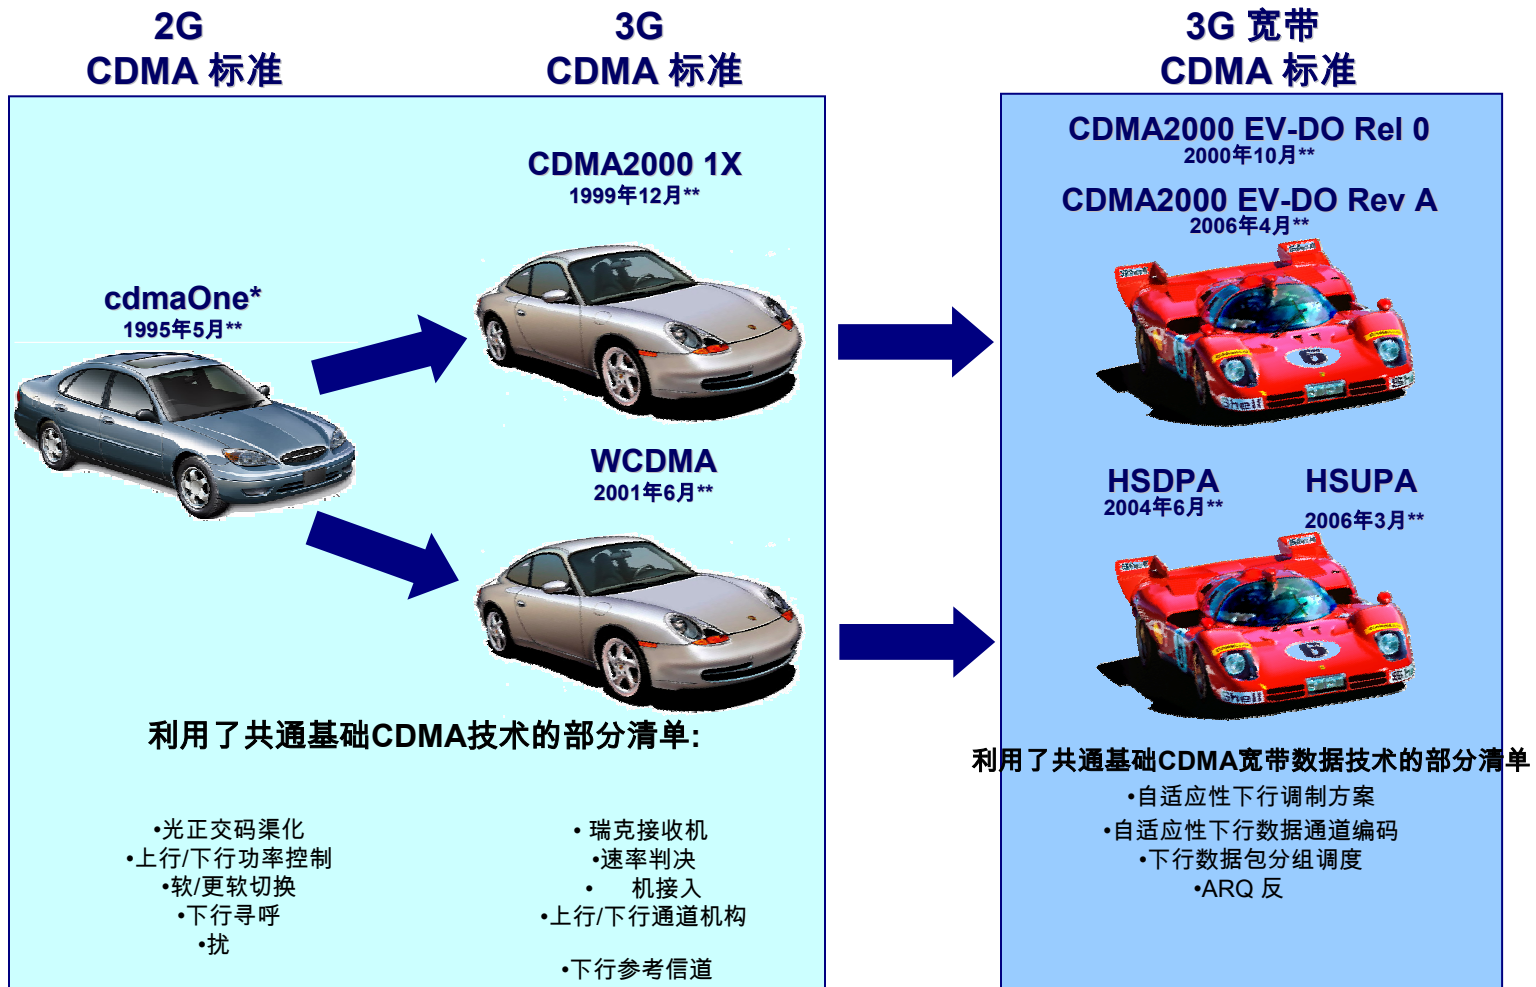 2G
CDMA 标准
3G
CDMA 标准
3G 宽带
CDMA 标准
cdmaOne*
1995年5月**
CDMA2000 1X
1999年12月**
WCDMA
2001年6月**
CDMA2000 EV-DO Rel 0
2000年10月**
CDMA2000 EV-DO Rev A
2006年4月**
6
Shell
HSDPA
2004年6月**
HSUPA
2006年3月**
6
Shell
利用了共通基础CDMA技术的部分清单:
•光正交码渠化
•上行/下行功率控制
•软/更软切换
•下行寻呼
•扰
• 瑞克接收机
•速率判决
• 机接入
•上行/下行通道机构
•下行参考信道
利用了共通基础CDMA宽带数据技术的部分清单
•自适应性下行调制方案
•自适应性下行数据通道编码
•下行数据包分组调度
•ARQ 反